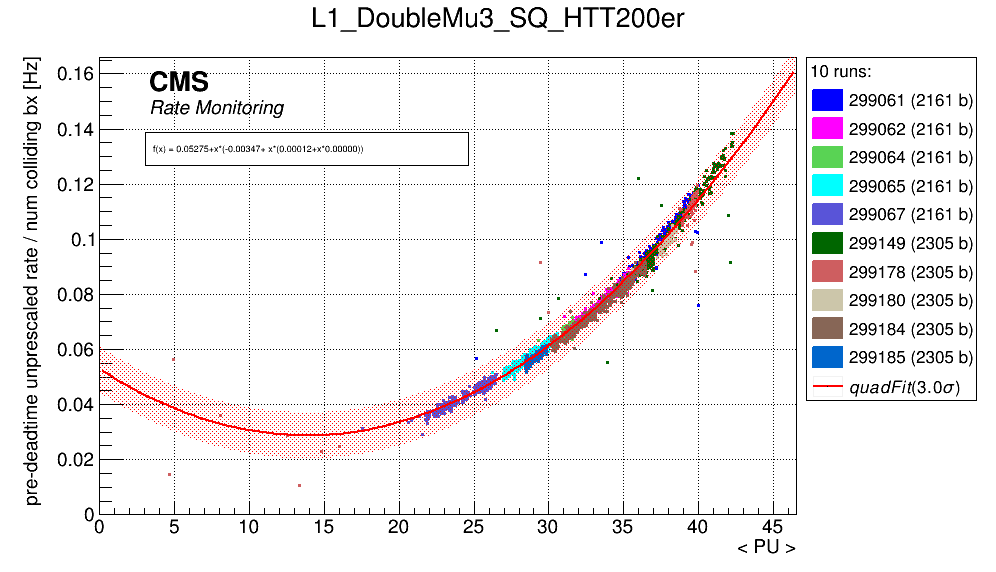 L1_DoubleMu3_SQ_HTT200er
pre-deadtime unprescaled rate / num colliding bx [Hz]
0.16
0.14
0.12
0.1
0.08
0.06
0.04
0.02
0
CMS
Rate Monitoring
f(x) = 0.05275+x*(-0.00347+ x*(0.00012+x*0.00000))
0 5 10 15 20 25 30 35 40 45
< PU >
10 runs:
299061 (2161 b)
299062 (2161 b)
299064 (2161 b)
299065 (2161 b)
299067 (2161 b)
299149 (2305 b)
299178 (2305 b)
299180 (2305 b)
299184 (2305 b)
299185 (2305 b)
quadFit(3.0σ)